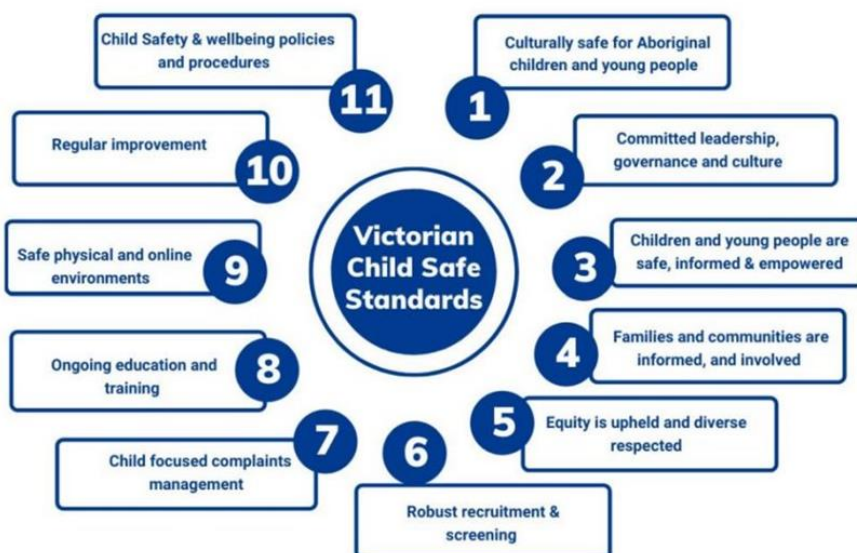 Victorian
Child Safe
Standards
1
Culturally safe for Aboriginal
children and young people
2
Committed leadership,
governance and culture
3
Children and young people are
safe, informed & empowered
4
Families and communities are
informed, and involved
5
Equity is upheld and diverse
respected
6
Robust recruitment &
screening
7
Child focused complaints
management
8
Ongoing education and
training
9
Safe physical and online
environments
10
Regular improvement
11
Child Safety & wellbeing policies
and procedures